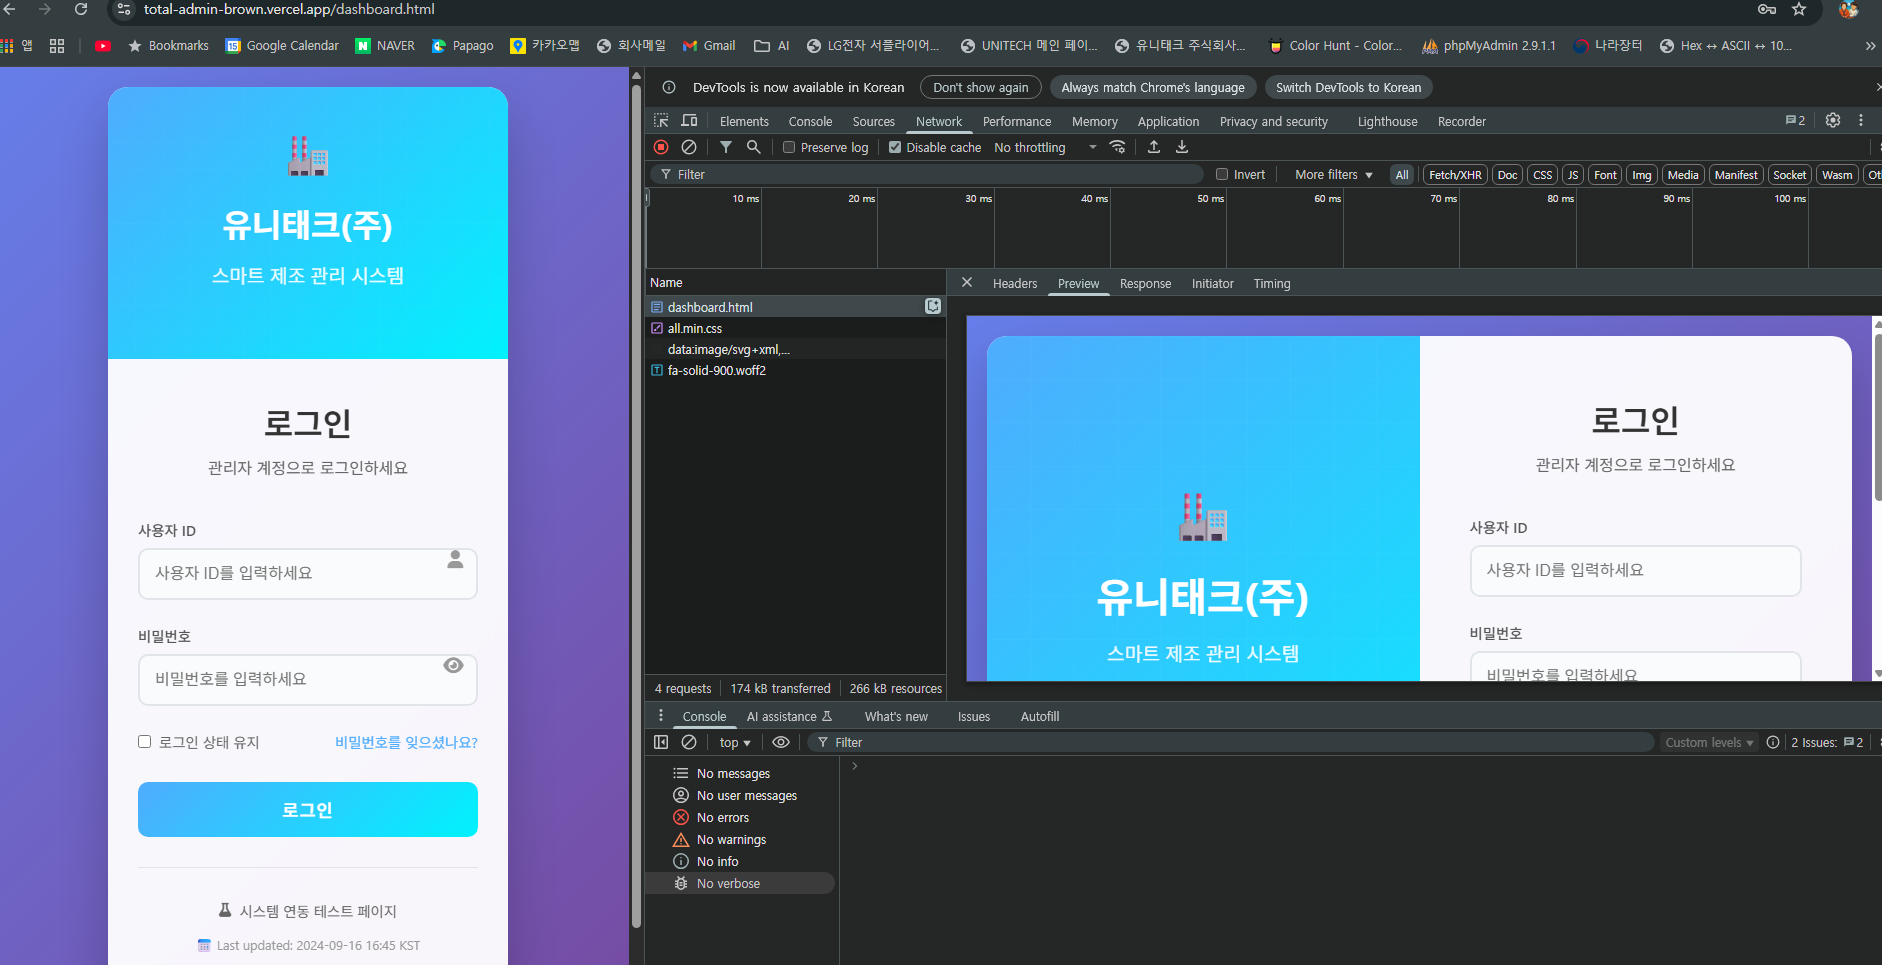 total-admin-brown.vercel.app/dashboard.html
앱
Bookmarks
Google Calendar
NAVER
Papago
카카오맵
회사메일
Gmail
AI
LG전자 서플라이어...
UNITECH 메인 페이...
유니태크 주식회사...
Color Hunt - Color...
phpMyAdmin 2.9.1.1
나라장터
Hex ↔ ASCII ↔ 10...
»
유니태크(주)
스마트 제조 관리 시스템
로그인
관리자 계정으로 로그인하세요
사용자 ID
사용자 ID를 입력하세요
비밀번호
비밀번호를 입력하세요
로그인 상태 유지
비밀번호를 잊으셨나요?
로그인
시스템 연동 테스트 페이지
Last updated: 2024-09-16 16:45 KST
DevTools is now available in Korean
Don't show again
Always match Chrome's language
Switch DevTools to Korean
Elements
Console
Sources
Network
Performance
Memory
Application
Privacy and security
Lighthouse
Recorder
2
Preserve log
Disable cache
No throttling
Filter
Invert
More filters
All
Fetch/XHR
Doc
CSS
JS
Font
Img
Media
Manifest
Socket
Wasm
Ot
10 ms
20 ms
30 ms
40 ms
50 ms
60 ms
70 ms
80 ms
90 ms
100 ms
Name
dashboard.html
all.min.css
data:image/svg+xml,...
fa-solid-900.woff2
4 requests
174 kB transferred
266 kB resources
Headers
Preview
Response
Initiator
Timing
유니태크(주)
스마트 제조 관리 시스템
로그인
관리자 계정으로 로그인하세요
사용자 ID
사용자 ID를 입력하세요
비밀번호
비밀번호를 입력하세요
Console
AI assistance
What's new
Issues
Autofill
top
Filter
Custom levels
2 Issues:
2
No messages
No user messages
No errors
No warnings
No info
No verbose